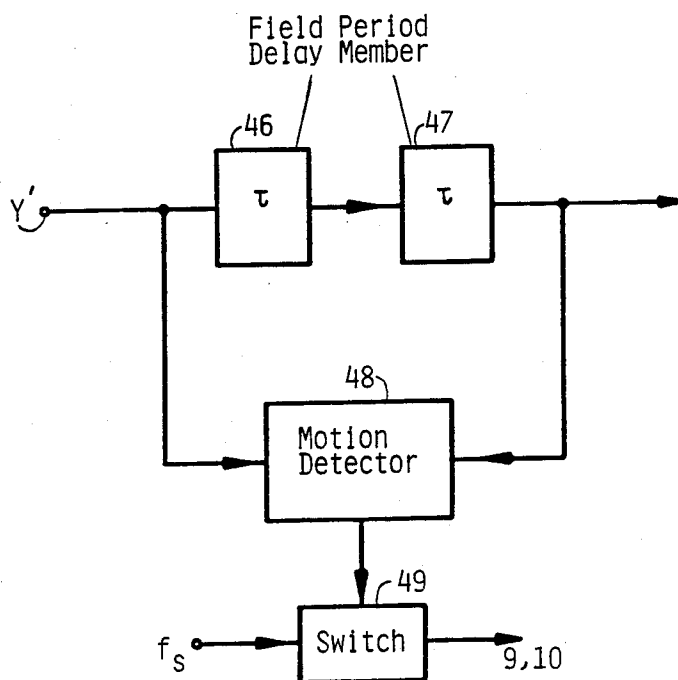 Field Period
Delay Member
46
47
τ
τ
Y'
48
Motion
Detector
49
fS
Switch
9,10